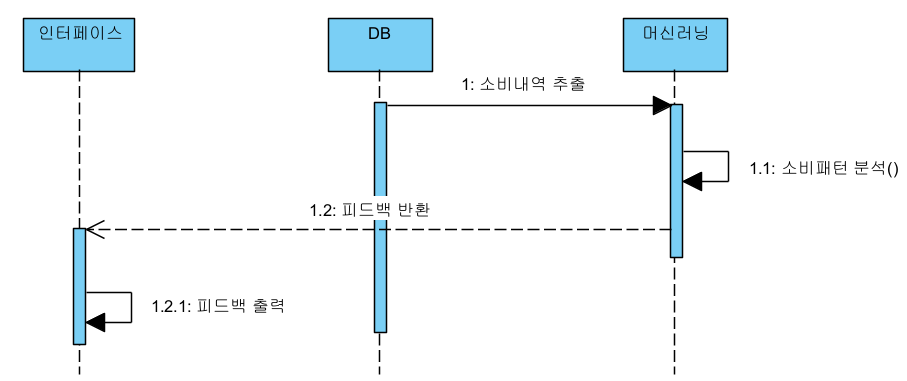 인터페이스
DB
머신러닝
1: 소비내역 추출
1.1: 소비패턴 분석()
1.2: 피드백 반환
1.2.1: 피드백 출력